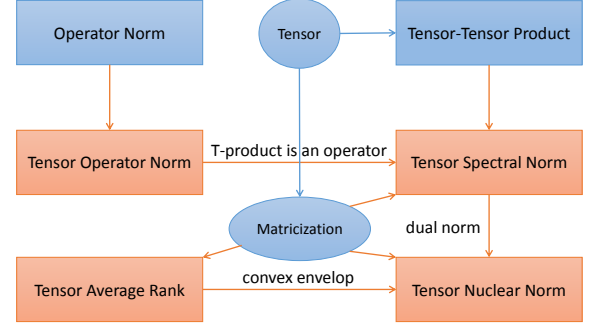 Operator Norm
Tensor
Tensor-Tensor Product
Tensor Operator Norm
T-product is an operator
Tensor Spectral Norm
Matricization
dual norm
Tensor Average Rank
convex envelop
Tensor Nuclear Norm